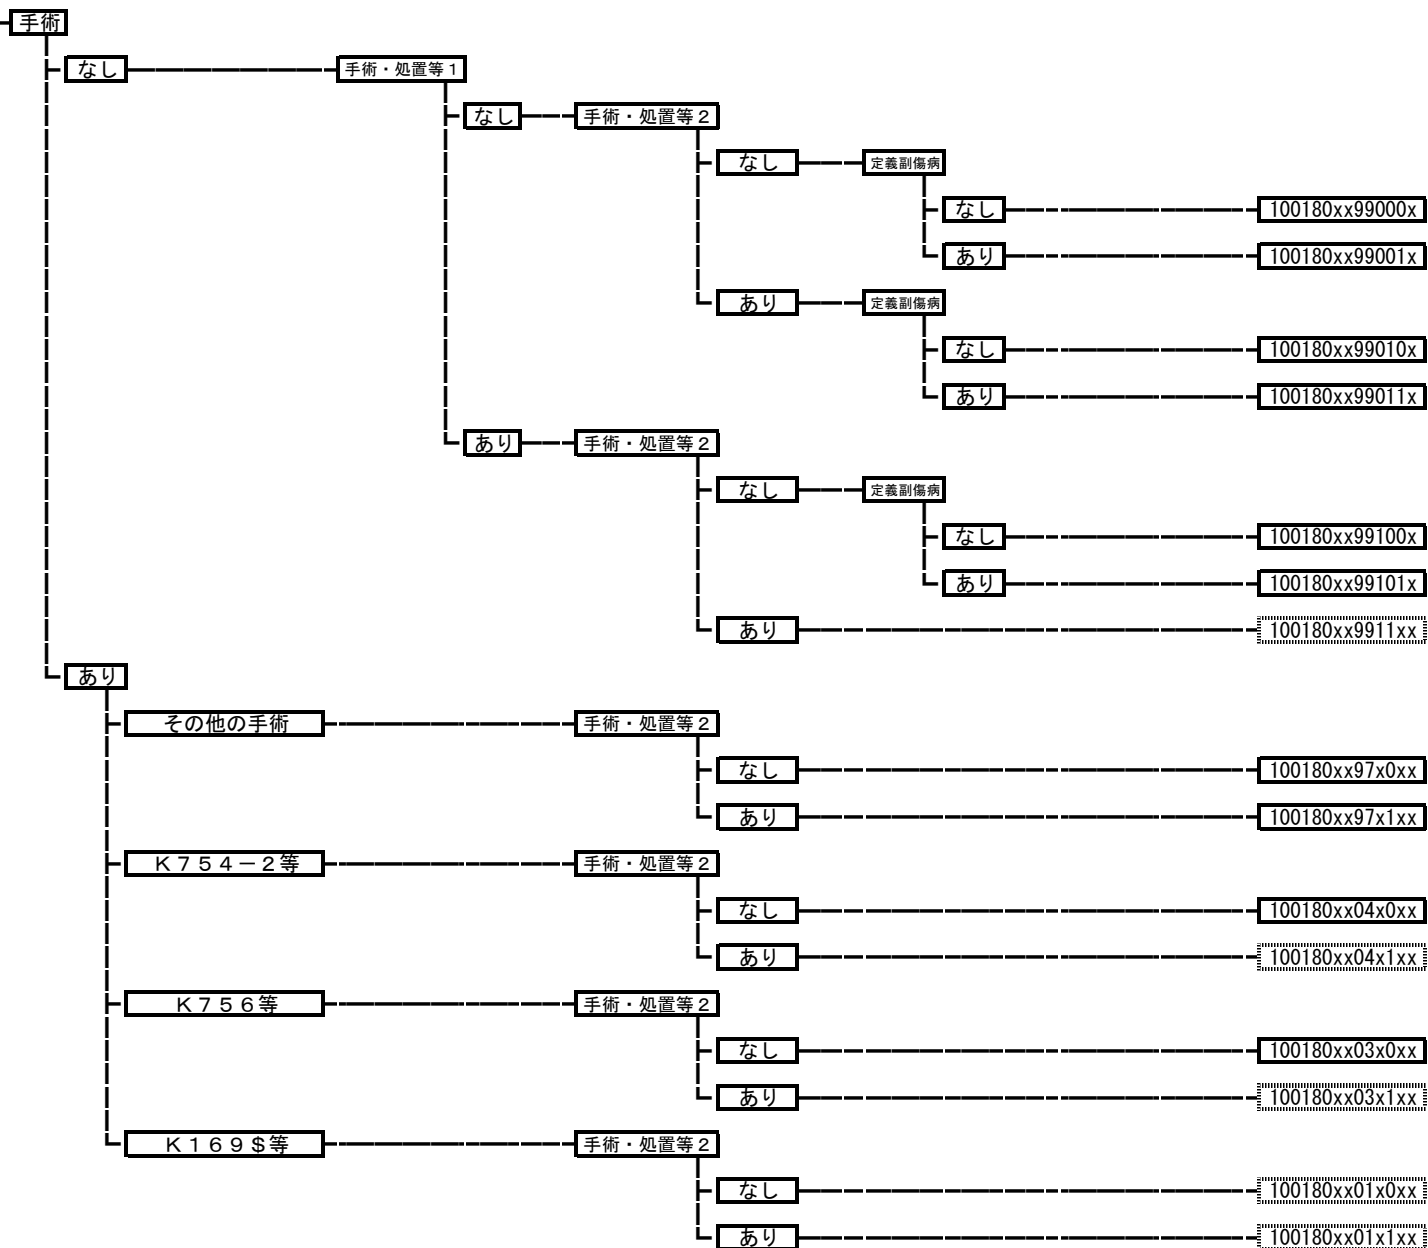 手術
なし 手術・処置等1
なし 手術・処置等2
なし 定義副傷病
なし 100180xx99000x
あり 100180xx99001x
あり 定義副傷病
なし 100180xx99010x
あり 100180xx99011x
あり 手術・処置等2
なし 定義副傷病
なし 100180xx99100x
あり 100180xx99101x
あり 100180xx9911xx
あり
その他の手術 手術・処置等2
なし 100180xx97x0xx
あり 100180xx97x1xx
K754-2等 手術・処置等2
なし 100180xx04x0xx
あり 100180xx04x1xx
K756等 手術・処置等2
なし 100180xx03x0xx
あり 100180xx03x1xx
K169$等 手術・処置等2
なし 100180xx01x0xx
あり 100180xx01x1xx